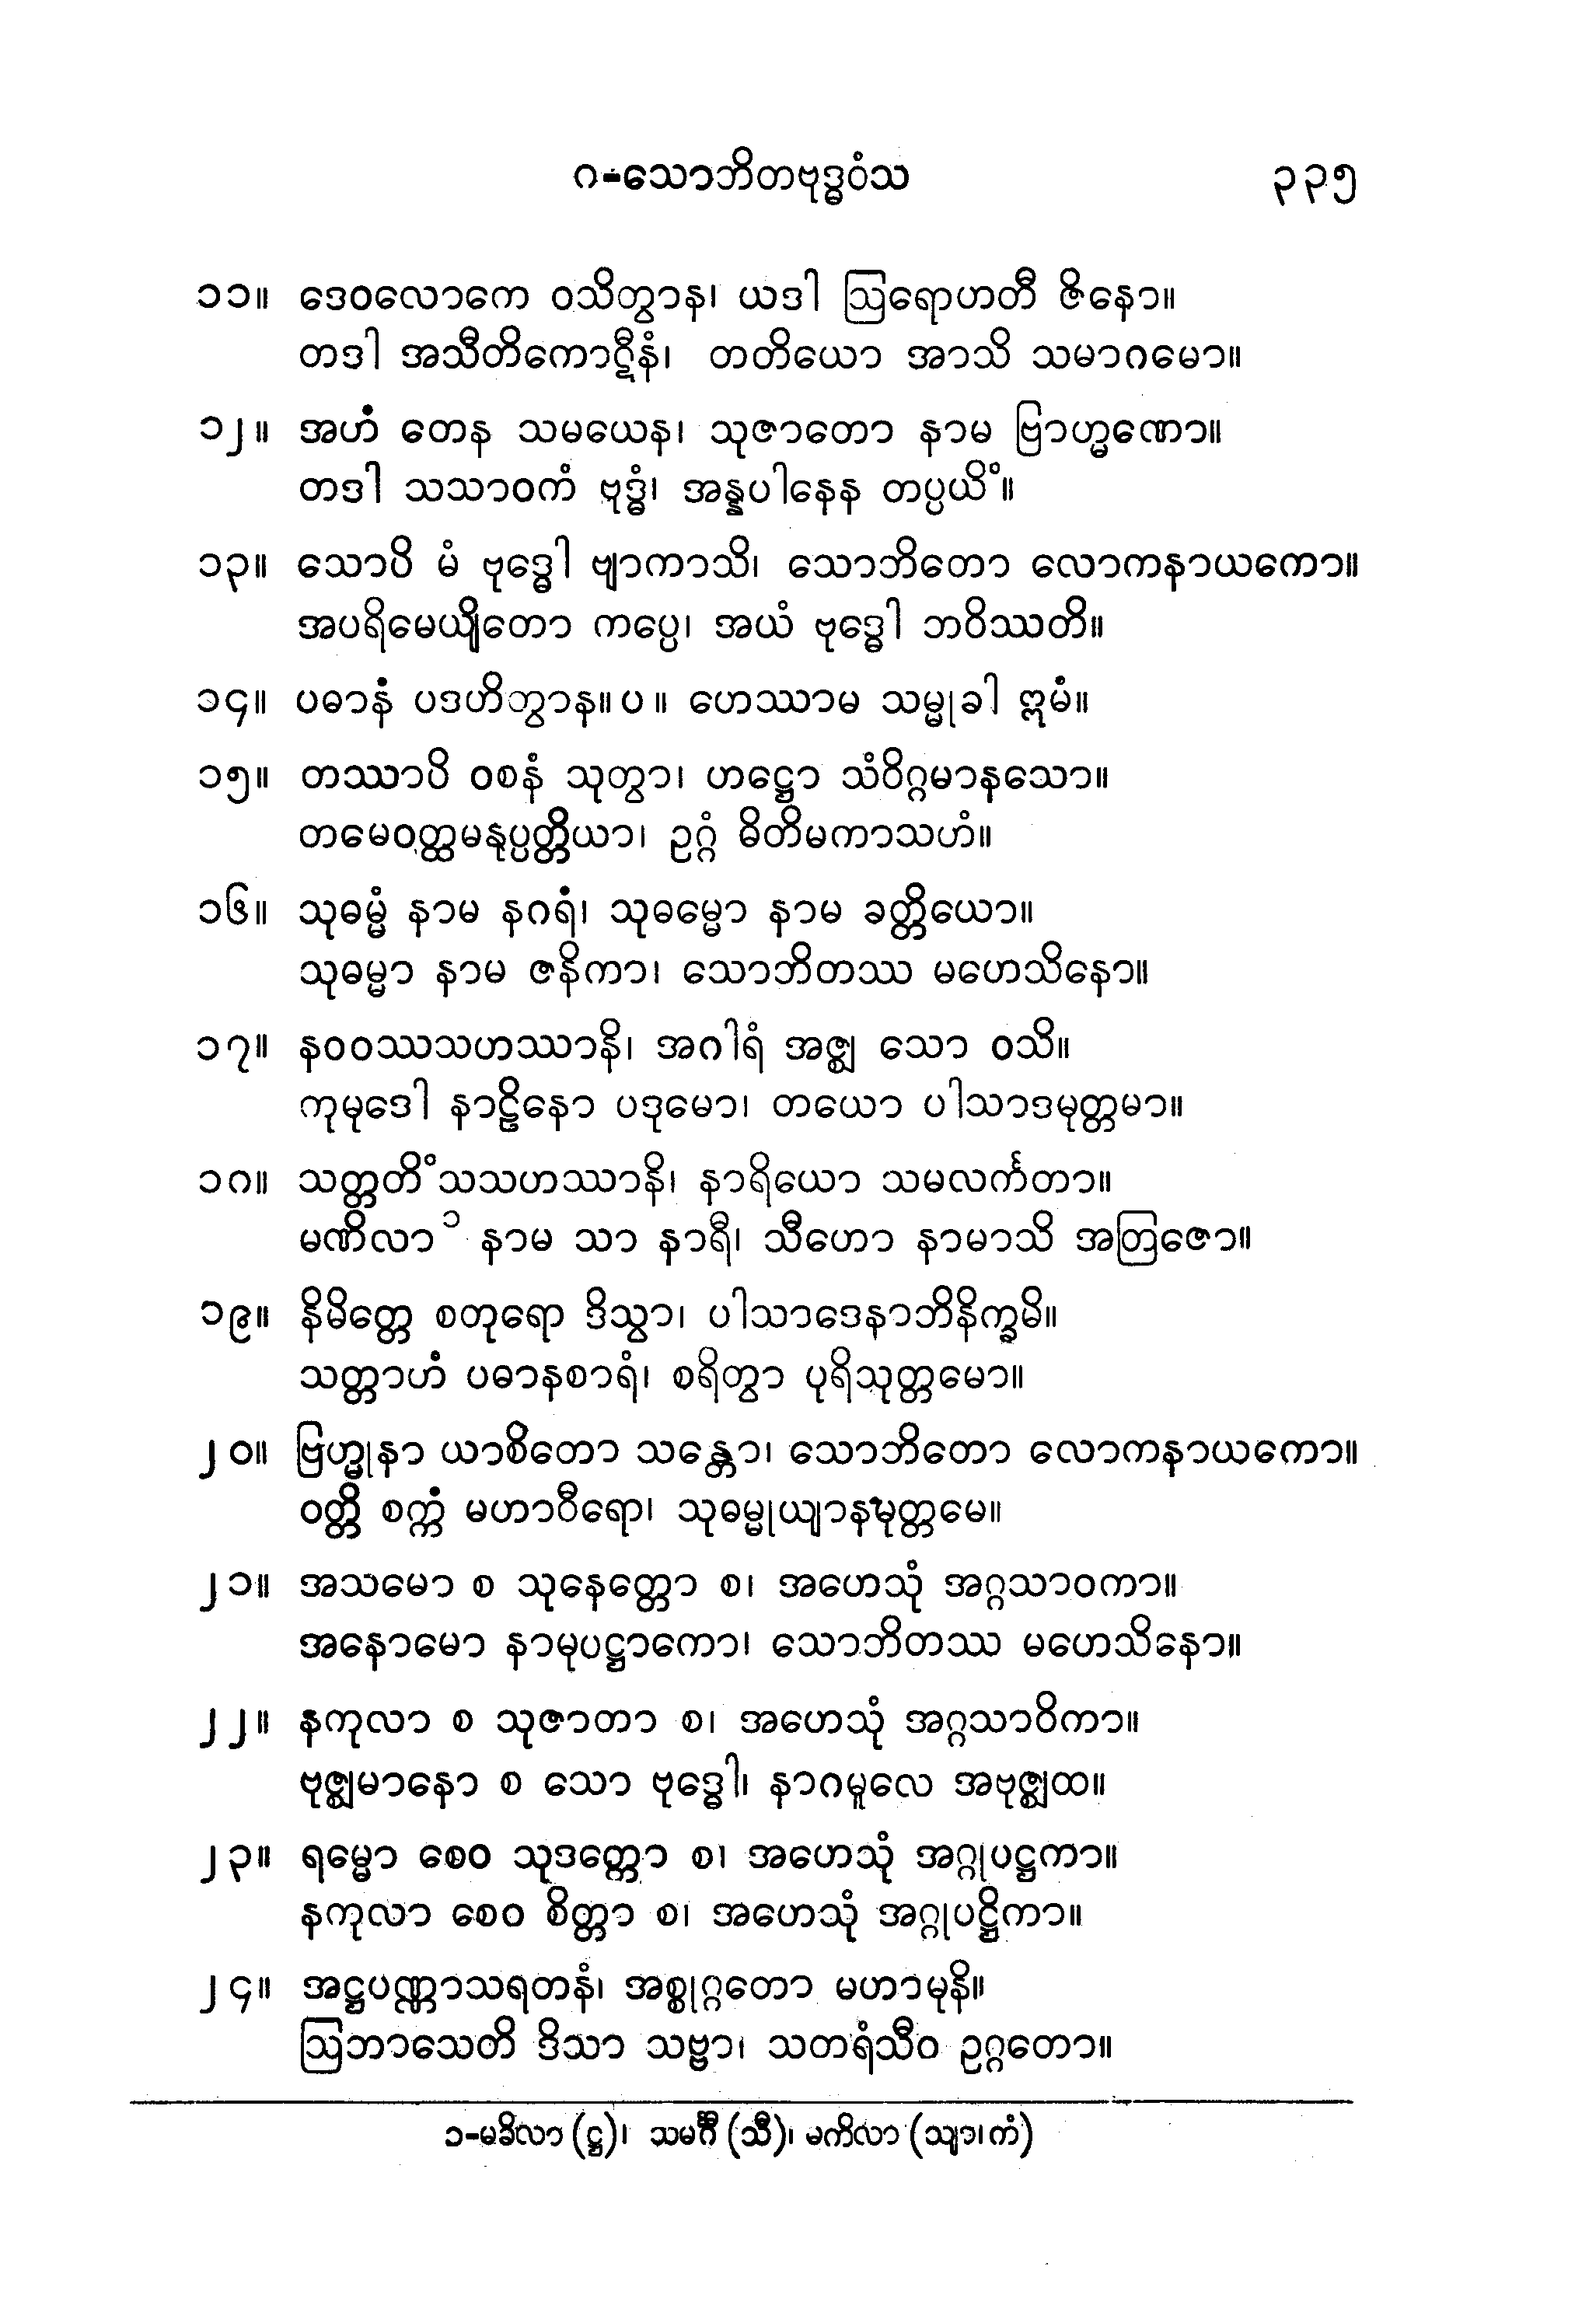 ဂ-သောဘိတဗုဒ္ဓဝံသ ၃၃၅
၁၁။ ဒေဝလောကေ ဝသိတွာန၊ ယဒါ ဩရောဟတီ ဇိနော။
တဒါ အသီတိကောဋီနံ၊ တတိယော အာသိ သမာဂမော။
၁၂။ အဟံ တေန သမယေန၊ သုဇာတော နာမ ဗြာဟ္မဏော။
တဒါ သသာဝကံ ဗုဒ္ဓံ၊ အန္နပါနေန တပ္ပယိံ။
၁၃။ သောပိ မံ ဗုဒ္ဓေါ ဗျာကာသိ၊ သောဘိတော လောကနာယကော။
အပရိမေယျိတော ကပ္ပေ၊ အယံ ဗုဒ္ဓေါ ဘဝိဿတိ။
၁၄။ ပဓာနံ ပဒဟိတွာန။ပ။ ဟေဿာမ သမ္မုခါ ဣမံ။
၁၅။ တဿာပိ ဝစနံ သုတွာ၊ ဟဋ္ဌော သံဝိဂ္ဂမာနသော။
တမေဝတ္ထမနုပ္ပတ္တိယာ၊ ဥဂ္ဂံ ဓိတိမကာသဟံ။
၁၆။ သုဓမ္မံ နာမ နဂရံ၊ သုဓမ္မော နာမ ခတ္တိယော။
သုဓမ္မာ နာမ ဇနိကာ၊ သောဘိတဿ မဟေသိနော။
၁၇။ နဝဝဿသဟဿာနိ၊ အဂါရံ အဇ္ဈ သော ဝသိ။
ကုမုဒေါ နာဠိနော ပဒုမော၊ တယော ပါသာဒမုတ္တမာ။
၁၈။ သတ္တတိံသသဟဿာနိ၊ နာရိယော သမလင်္ကတာ။
မဏိလာ ၁ နာမ သာ နာရီ၊ သီဟော နာမာသိ အတြဇော။
၁၉။ နိမိတ္တေ စတုရော ဒိသွာ၊ ပါသာဒေနာဘိနိက္ခမိ။
သတ္တာဟံ ပဓာနစာရံ၊ စရိတွာ ပုရိသုတ္တမော။
၂၀။ ဗြဟ္မုနာ ယာစိတော သန္တော၊ သောဘိတော လောကနာယကော။
ဝတ္တိ စက္ကံ မဟာဝီရော၊ သုဓမ္မုယျာနမုတ္တမေ။
၂၁။ အသမော စ သုနေတ္တော စ၊ အဟေသုံ အဂ္ဂသာဝကာ။
အနောမော နာမုပဋ္ဌာကော၊ သောဘိတဿ မဟေသိနော။
၂၂။ နကုလာ စ သုဇာတာ စ၊ အဟေသုံ အဂ္ဂသာဝိကာ။
ဗုဇ္ဈမာနော စ သော ဗုဒ္ဓေါ၊ နာဂမူလေ အဗုဇ္ဈထ။
၂၃။ ရမ္မော စေဝ သုဒတ္တော စ၊ အဟေသုံ အဂ္ဂုပဋ္ဌကာ။
နကုလာ စေဝ စိတ္တာ စ၊ အဟေသုံ အဂ္ဂုပဋ္ဌိကာ။
၂၄။ အဋ္ဌပဏ္ဏာသရတနံ၊ အစ္စုဂ္ဂတော မဟာမုနိ။
ဩဘာသေတိ ဒိသာ သဗ္ဗာ၊ သတရံသီဝ ဥဂ္ဂတော။
၁-မခိလာ (ဋ္ဌ)၊ သမင်္ဂီ (သီ)၊ မကိလာ (သျာ၊ကံ)